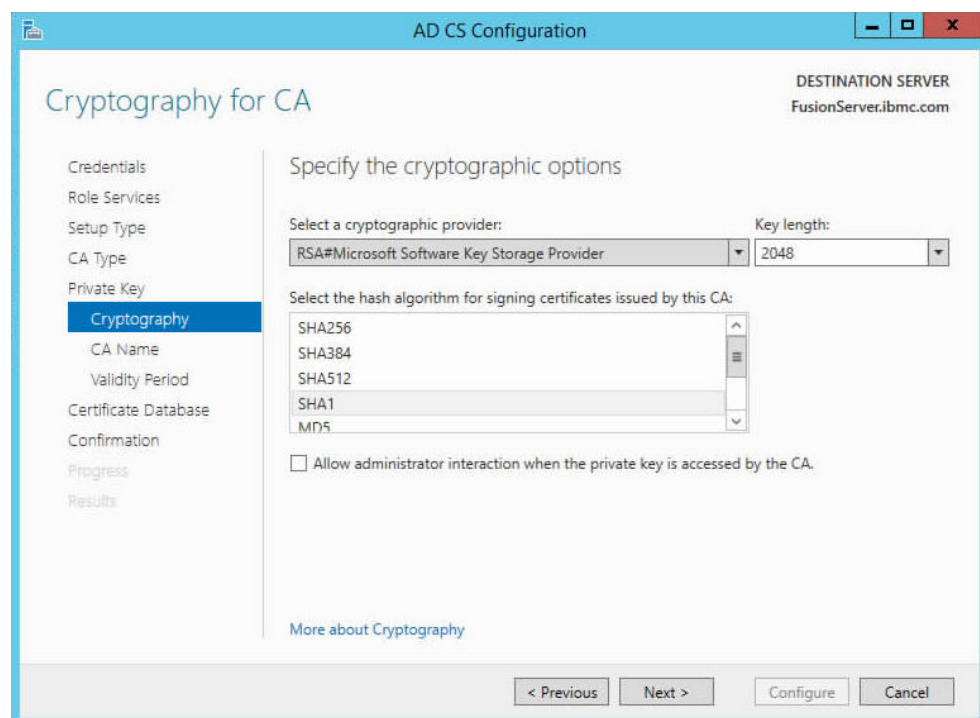 AD CS Configuration
Cryptography for CA
DESTINATION SERVER
FusionServer.ibmc.com
Credentials
Role Services
Setup Type
CA Type
Private Key
Cryptography
CA Name
Validity Period
Certificate Database
Confirmation
Progress
Results
Specify the cryptographic options
Select a cryptographic provider:
Key length:
RSA#Microsoft Software Key Storage Provider
2048
Select the hash algorithm for signing certificates issued by this CA:
SHA256
SHA384
SHA512
SHA1
MD5
Allow administrator interaction when the private key is accessed by the CA.
More about Cryptography
< Previous
Next >
Configure
Cancel